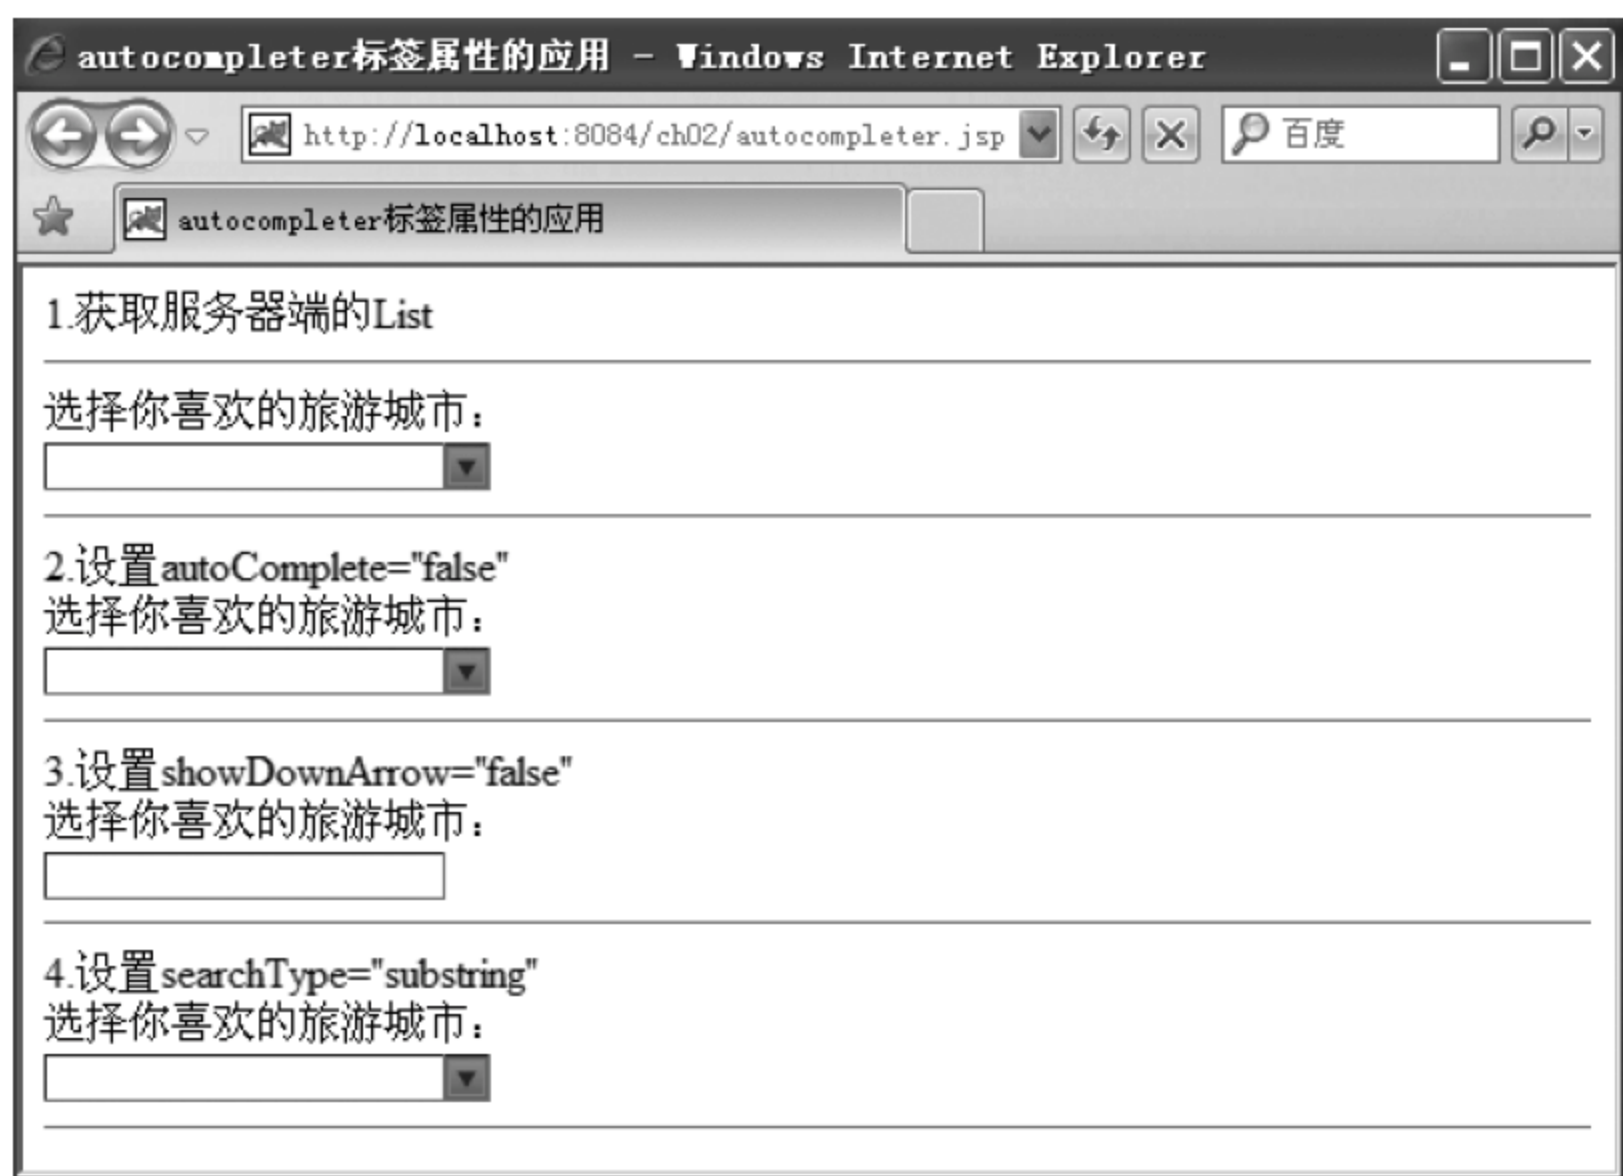 autocompleter标签属性的应用 - Windows Internet Explorer
http://localhost:8084/ch02/autocompleter.jsp
百度
autocompleter标签属性的应用
1.获取服务器端的List
选择你喜欢的旅游城市：
2.设置autoComplete="false"
选择你喜欢的旅游城市：
3.设置showDownArrow="false"
选择你喜欢的旅游城市：
4.设置searchType="substring"
选择你喜欢的旅游城市：